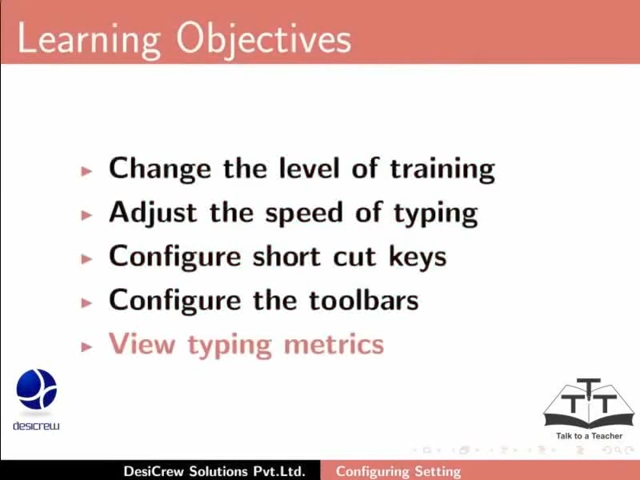 Learning Objectives
Change the level of training
Adjust the speed of typing
Configure short cut keys
Configure the toolbars
View typing metrics
desicrew
TTT
Talk to a Teacher
DesiCrew Solutions Pvt.Ltd.
Configuring Setting